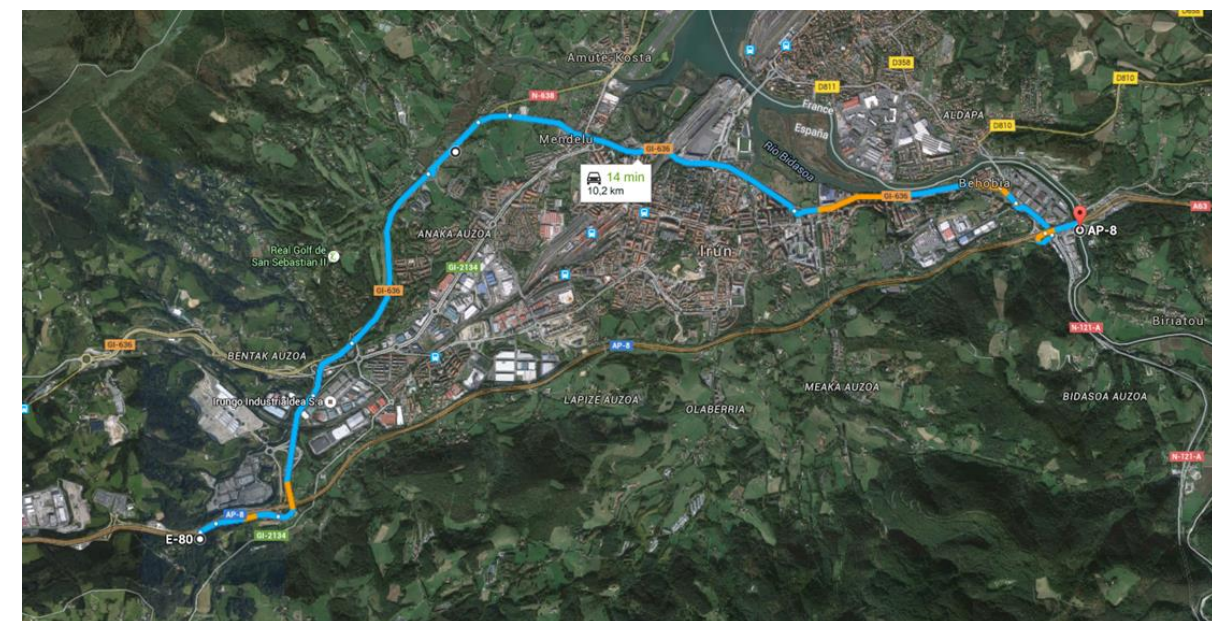 D658
Amute-Kosta
D358
D810
D811
N-638
France
ALDAPA
España
D810
Mendelu
GI-636
Río Bidasoa
14 min
10,2 km
Behobia
GI-636
A63
ANAKA AUZOA
AP-8
Real Golf de
San Sebastián II
Irun
GI-2134
GI-636
N-121-A
Biriatou
GI-636
BENTAK AUZOA
AP-8
MEAKA AUZOA
BIDASOA AUZOA
Irungo Industrialdea S.a
LAPIZE AUZOA
OLABERRIA
N-121-A
AP-8
E-80
GI-2134